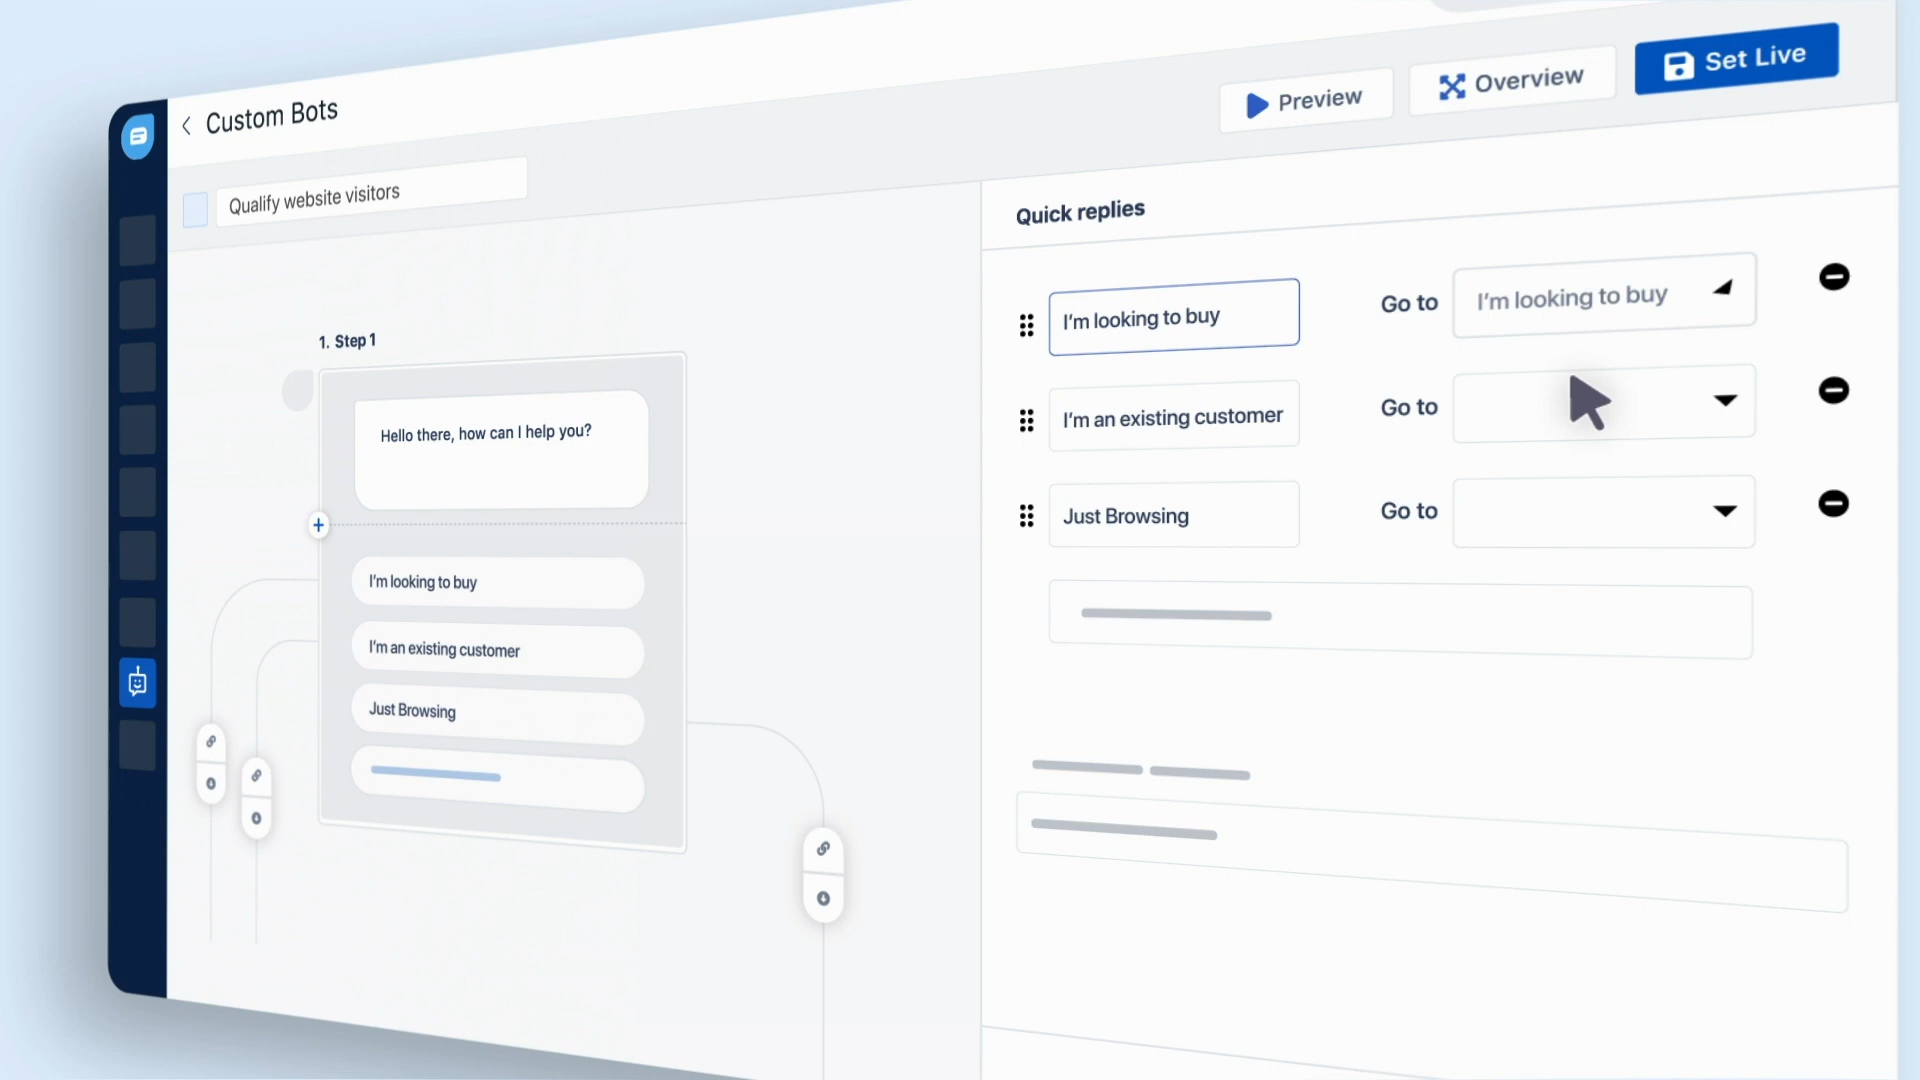 Custom Bots
Preview
Overview
Set Live
Qualify website visitors
Quick replies
I'm looking to buy
Go to
I'm looking to buy
I'm an existing customer
Go to
Just Browsing
Go to
1. Step 1
Hello there, how can I help you?
I'm looking to buy
I'm an existing customer
Just Browsing